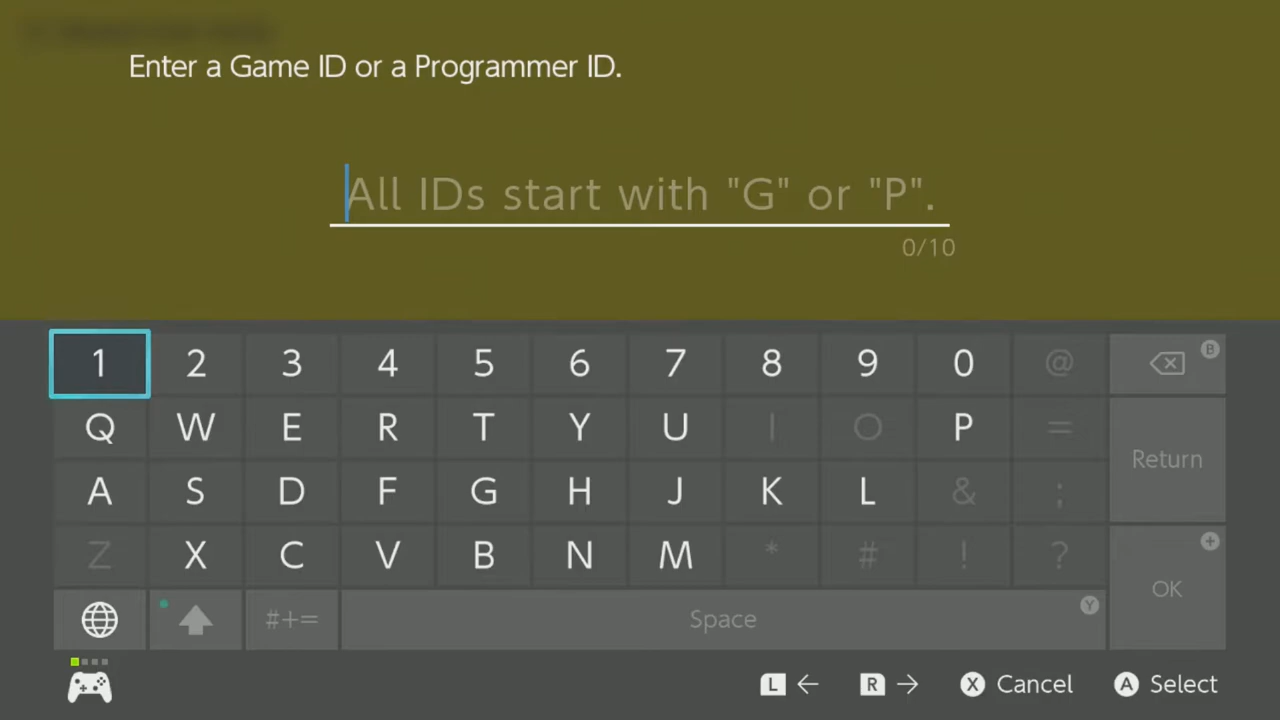 Enter a Game ID or a Programmer ID.
All IDs start with "G" or "P".
0/10
1 2 3 4 5 6 7 8 9 0 @ B
Q W E R T Y U I O P = Return
A S D F G H J K L & ;
Z X C V B N M * # ! ? + OK
#+= Space Y
L ← R → X Cancel A Select